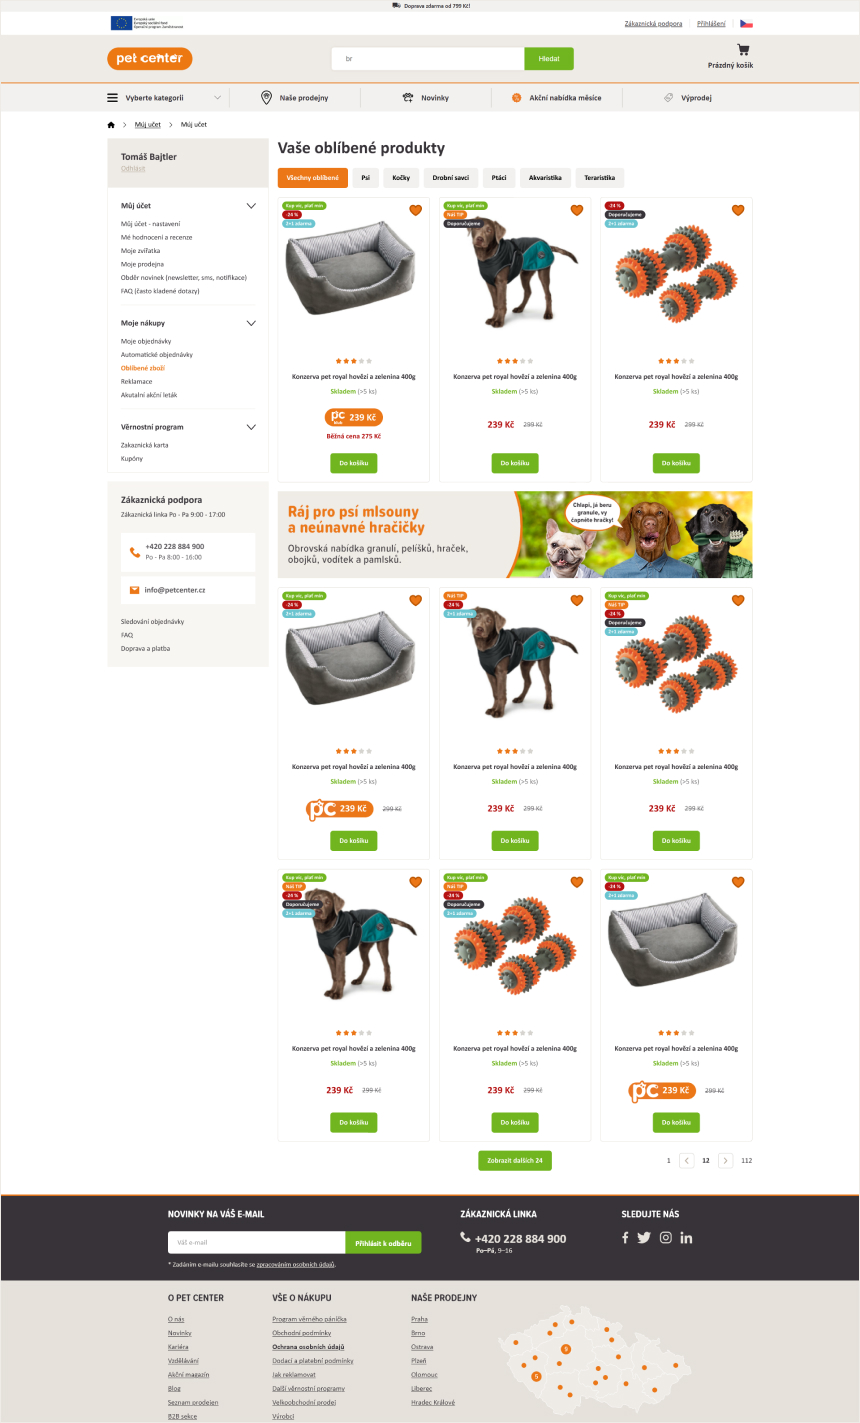 Doprava zdarma od 799 Kč!
Zákaznická podpora
Přihlášení
pet center
br
Hledat
Prázdný košík
Vyberte kategorii
Naše prodejny
Novinky
Akční nabídka měsíce
Výprodej
Můj účet
Můj účet
Tomáš Bajtler
Odhlásit
Můj účet
Můj účet - nastavení
Mé hodnocení a recenze
Moje zvířátka
Moje prodejna
Obděr novinek (newsletter, sms, notifikace)
FAQ (často kladené dotazy)
Moje nákupy
Moje objednávky
Automatické objednávky
Oblíbené zboží
Reklamace
Akutalní akční leták
Věrnostní program
Zakaznická karta
Kupóny
Zákaznická podpora
Zákaznická linka Po - Pa 9:00 - 17:00
+420 228 884 900
Po - Pa 8:00 - 16:00
info@petcenter.cz
Sledování objednávky
FAQ
Doprava a platba
Vaše oblíbené produkty
Všechny oblíbené
Psi
Kočky
Drobní savci
Ptáci
Akvaristika
Teraristika
Kup víc, plať míň
-24 %
2+1 zdarma
Konzerva pet royal hovězí a zelenina 400g
Skladem (>5 ks)
pc klub 239 Kč
Běžná cena 275 Kč
Do košíku
Kup víc, plať míň
Náš TIP
Doporučujeme
Konzerva pet royal hovězí a zelenina 400g
Skladem (>5 ks)
239 Kč 299 Kč
Do košíku
-24 %
Doporučujeme
2+1 zdarma
Konzerva pet royal hovězí a zelenina 400g
Skladem (>5 ks)
239 Kč 299 Kč
Do košíku
Ráj pro psí mlsouny
a neúnavné hračičky
Obrovská nabídka granulí, pelíšků, hraček,
obojků, vodítek a pamlsků.
Chlapi, já beru
granule, vy
čapněte hračky!
Kup víc, plať míň
-24 %
2+1 zdarma
Konzerva pet royal hovězí a zelenina 400g
Skladem (>5 ks)
pc 239 Kč 299 Kč
Do košíku
Náš TIP
-24 %
2+1 zdarma
Konzerva pet royal hovězí a zelenina 400g
Skladem (>5 ks)
239 Kč 299 Kč
Do košíku
Kup víc, plať míň
Náš TIP
-24 %
Doporučujeme
2+1 zdarma
Konzerva pet royal hovězí a zelenina 400g
Skladem (>5 ks)
239 Kč 299 Kč
Do košíku
Kup víc, plať míň
Náš TIP
-24 %
Doporučujeme
2+1 zdarma
Konzerva pet royal hovězí a zelenina 400g
Skladem (>5 ks)
239 Kč 299 Kč
Do košíku
Kup víc, plať míň
Náš TIP
-24 %
Doporučujeme
2+1 zdarma
Konzerva pet royal hovězí a zelenina 400g
Skladem (>5 ks)
239 Kč 299 Kč
Do košíku
Kup víc, plať míň
-24 %
2+1 zdarma
Konzerva pet royal hovězí a zelenina 400g
Skladem (>5 ks)
pc 239 Kč 299 Kč
Do košíku
Zobrazit dalších 24
1 12 112
NOVINKY NA VÁŠ E-MAIL
Váš e-mail
Přihlásit k odběru
* Zadáním e-mailu souhlasíte se zpracováním osobních údajů.
ZÁKAZNICKÁ LINKA
+420 228 884 900
Po–Pá, 9–16
SLEDUJTE NÁS
O PET CENTER
O nás
Novinky
Kariéra
Vzdělávání
Akční magazín
Blog
Seznam prodejen
B2B sekce
VŠE O NÁKUPU
Program věrného páníčka
Obchodní podmínky
Ochrana osobních údajů
Dodací a platební podmínky
Jak reklamovat
Další věrnostní programy
Velkoobchodní prodej
Výrobci
NAŠE PRODEJNY
Praha
Brno
Ostrava
Plzeň
Olomouc
Liberec
Hradec Králové
9
5